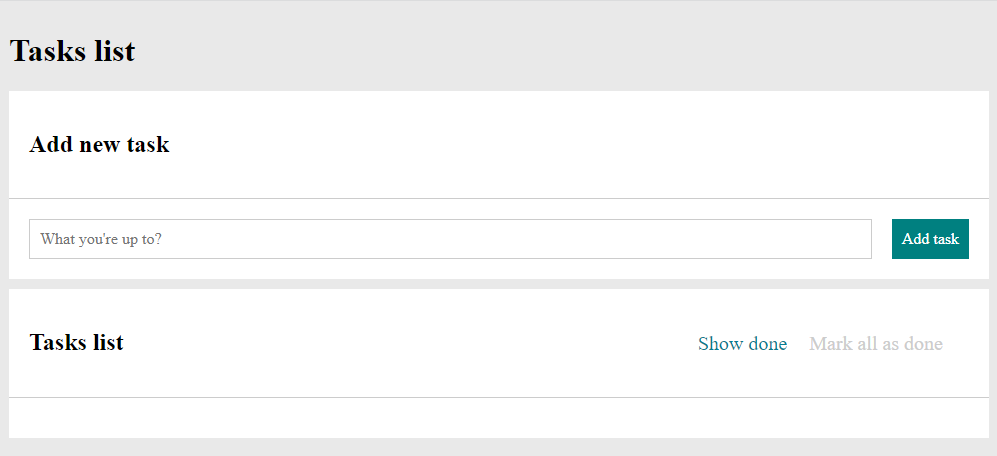 Tasks list
Add new task
What you're up to?
Add task
Tasks list
Show done
Mark all as done